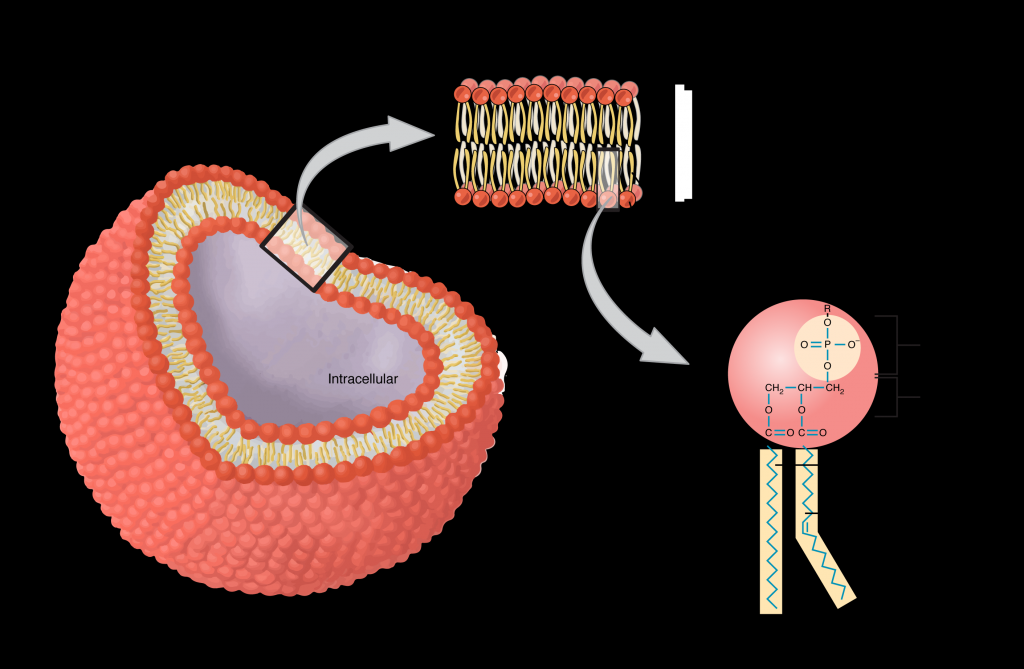 Intracellular
R
O
O=P—O⁻
O
CH₂—CH—CH₂
O O
C=O C=O